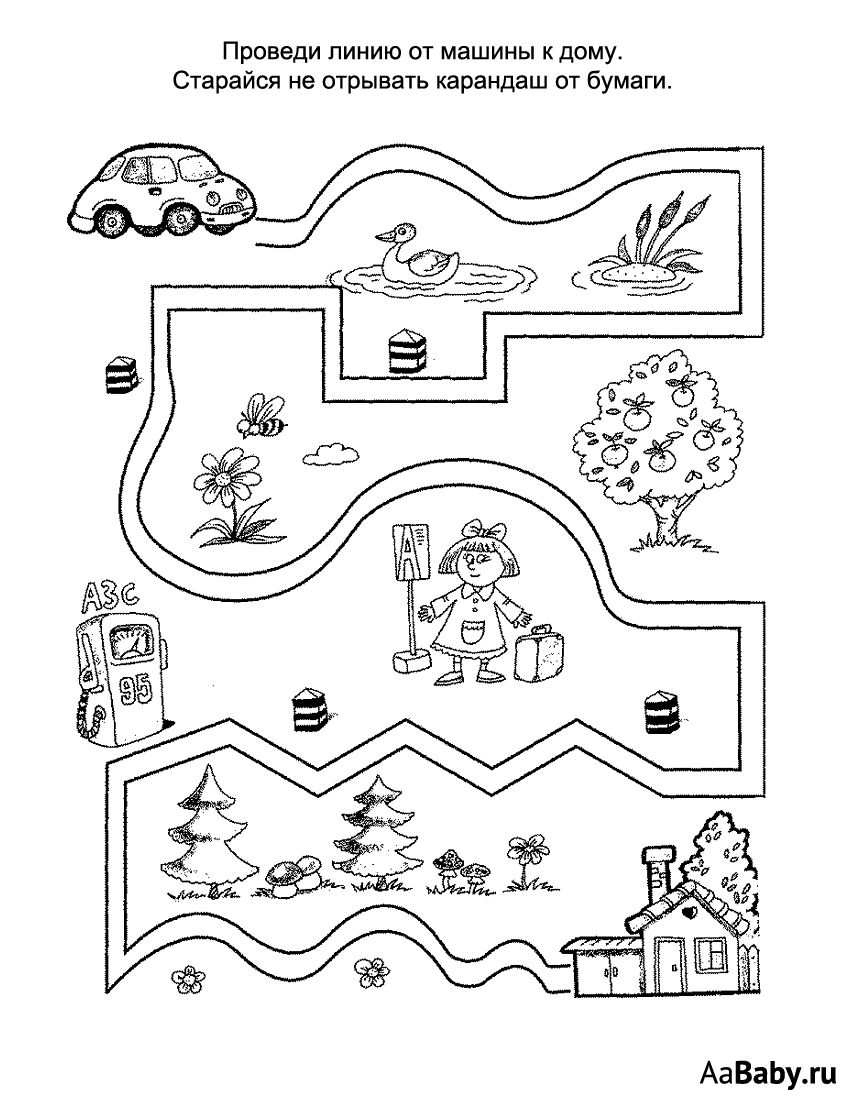 Проведи линию от машины к дому.
Старайся не отрывать карандаш от бумаги.
А
АЗС
95
AaBaby.ru